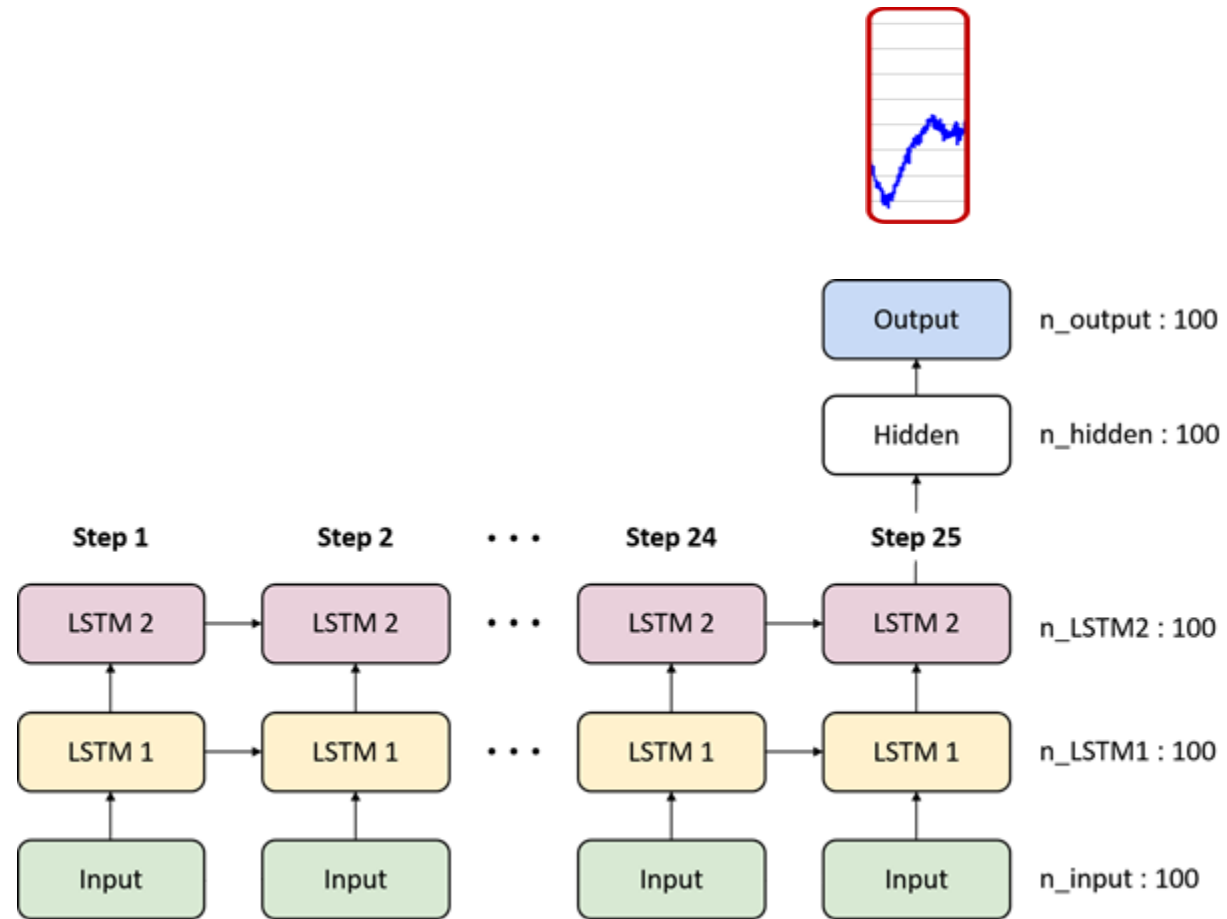 Output
n_output : 100
Hidden
n_hidden : 100
Step 1
Step 2
• • •
Step 24
Step 25
LSTM 2
LSTM 2
• • •
LSTM 2
LSTM 2
n_LSTM2 : 100
LSTM 1
LSTM 1
• • •
LSTM 1
LSTM 1
n_LSTM1 : 100
Input
Input
Input
Input
n_input : 100